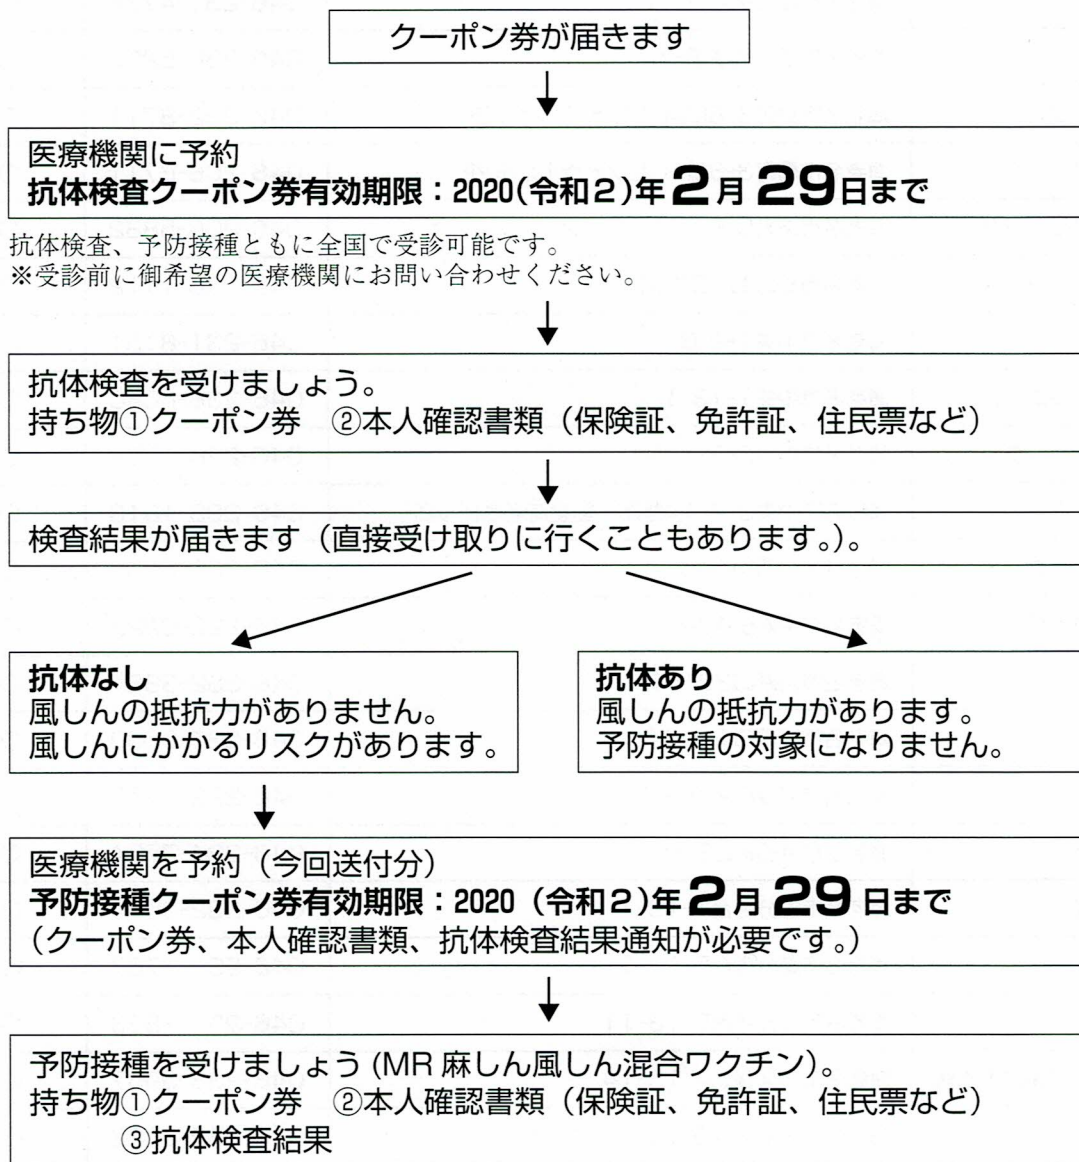 クーポン券が届きます
医療機関に予約
抗体検査クーポン券有効期限：2020(令和２)年２月29日まで
抗体検査、予防接種ともに全国で受診可能です。
※受診前に御希望の医療機関にお問い合わせください。
抗体検査を受けましょう。
持ち物①クーポン券　②本人確認書類（保険証、免許証、住民票など）
検査結果が届きます（直接受け取りに行くこともあります。）。
抗体なし
風しんの抵抗力がありません。
風しんにかかるリスクがあります。
抗体あり
風しんの抵抗力があります。
予防接種の対象になりません。
医療機関を予約（今回送付分）
予防接種クーポン券有効期限：2020（令和２)年２月29日まで
（クーポン券、本人確認書類、抗体検査結果通知が必要です。）
予防接種を受けましょう(MR 麻しん風しん混合ワクチン)。
持ち物①クーポン券　②本人確認書類（保険証、免許証、住民票など）
③抗体検査結果